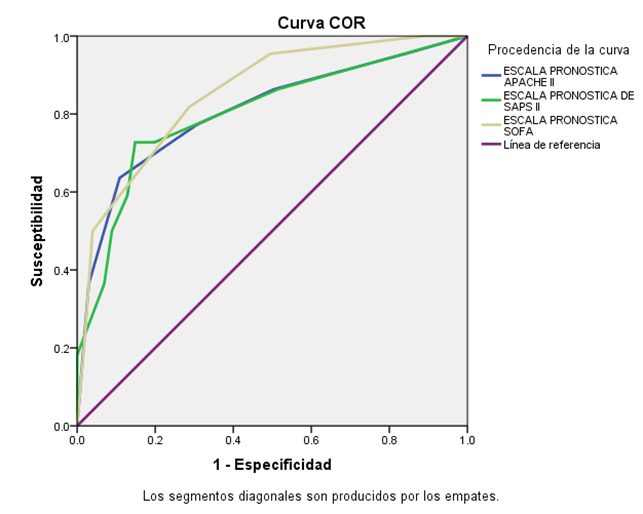 Curva COR
Procedencia de la curva
ESCALA PRONOSTICA
APACHE II
ESCALA PRONOSTICA DE
SAPS II
ESCALA PRONOSTICA
SOFA
Línea de referencia
Susceptibilidad
1.0
0.8
0.6
0.4
0.2
0.0
0.0 0.2 0.4 0.6 0.8 1.0
1 - Especificidad
Los segmentos diagonales son producidos por los empates.